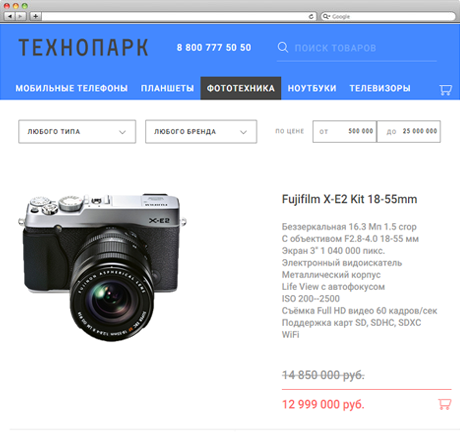 Google
ТЕХНОПАРК
8 800 777 50 50
ПОИСК ТОВАРОВ
МОБИЛЬНЫЕ ТЕЛЕФОНЫ ПЛАНШЕТЫ ФОТОТЕХНИКА НОУТБУКИ ТЕЛЕВИЗОРЫ
ЛЮБОГО ТИПА ЛЮБОГО БРЕНДА ПО ЦЕНЕ ОТ 500 000 ДО 25 000 000
Fujifilm X-E2 Kit 18-55mm
X-E2
Беззеркальная 16.3 Мп 1.5 crop
С объективом F2.8-4.0 18-55 мм
Экран 3" 1 040 000 пикс.
Электронный видоискатель
Металлический корпус
Life View с автофокусом
ISO 200–2500
Съёмка Full HD видео 60 кадров/сек
Поддержка карт SD, SDHC, SDXC
WiFi
14 850 000 руб.
12 999 000 руб.